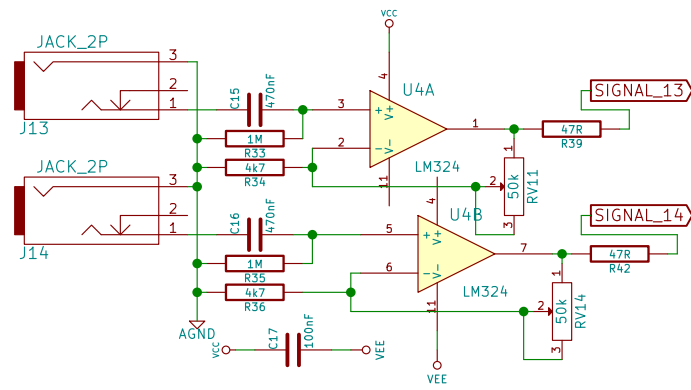 VCC
JACK_2P
3
2
1
J13
C15
470nF
1M
R33
4k7
R34
3
2
4
V+
V-
11
U4A
1
LM324
47R
R39
SIGNAL_13
1
2
3
50k
RV11
JACK_2P
3
2
1
J14
C16
470nF
1M
R35
4k7
R36
5
6
4
V+
V-
11
U4B
7
LM324
47R
R42
SIGNAL_14
1
2
3
50k
RV14
AGND
VCC
C17
100nF
VEE
VEE